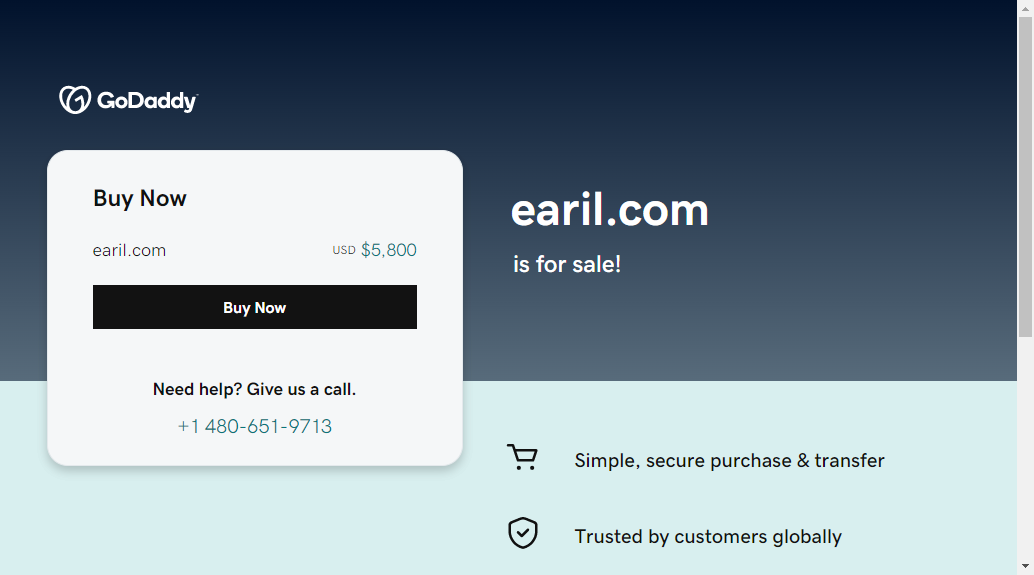 GoDaddy
Buy Now
earil.com USD $5,800
Buy Now
Need help? Give us a call.
+1 480-651-9713
earil.com
is for sale!
Simple, secure purchase & transfer
Trusted by customers globally